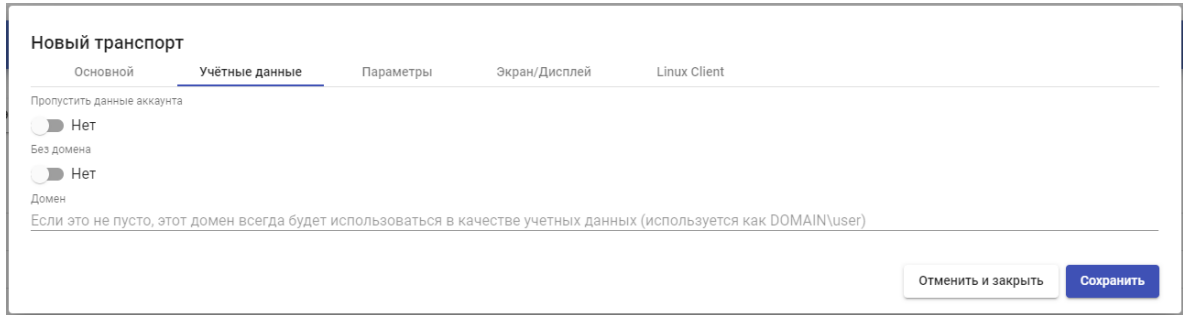 Новый транспорт
Основной Учётные данные Параметры Экран/Дисплей Linux Client
Пропустить данные аккаунта
Нет
Без домена
Нет
Домен
Если это не пусто, этот домен всегда будет использоваться в качестве учетных данных (используется как DOMAIN\user)
Отменить и закрыть Сохранить